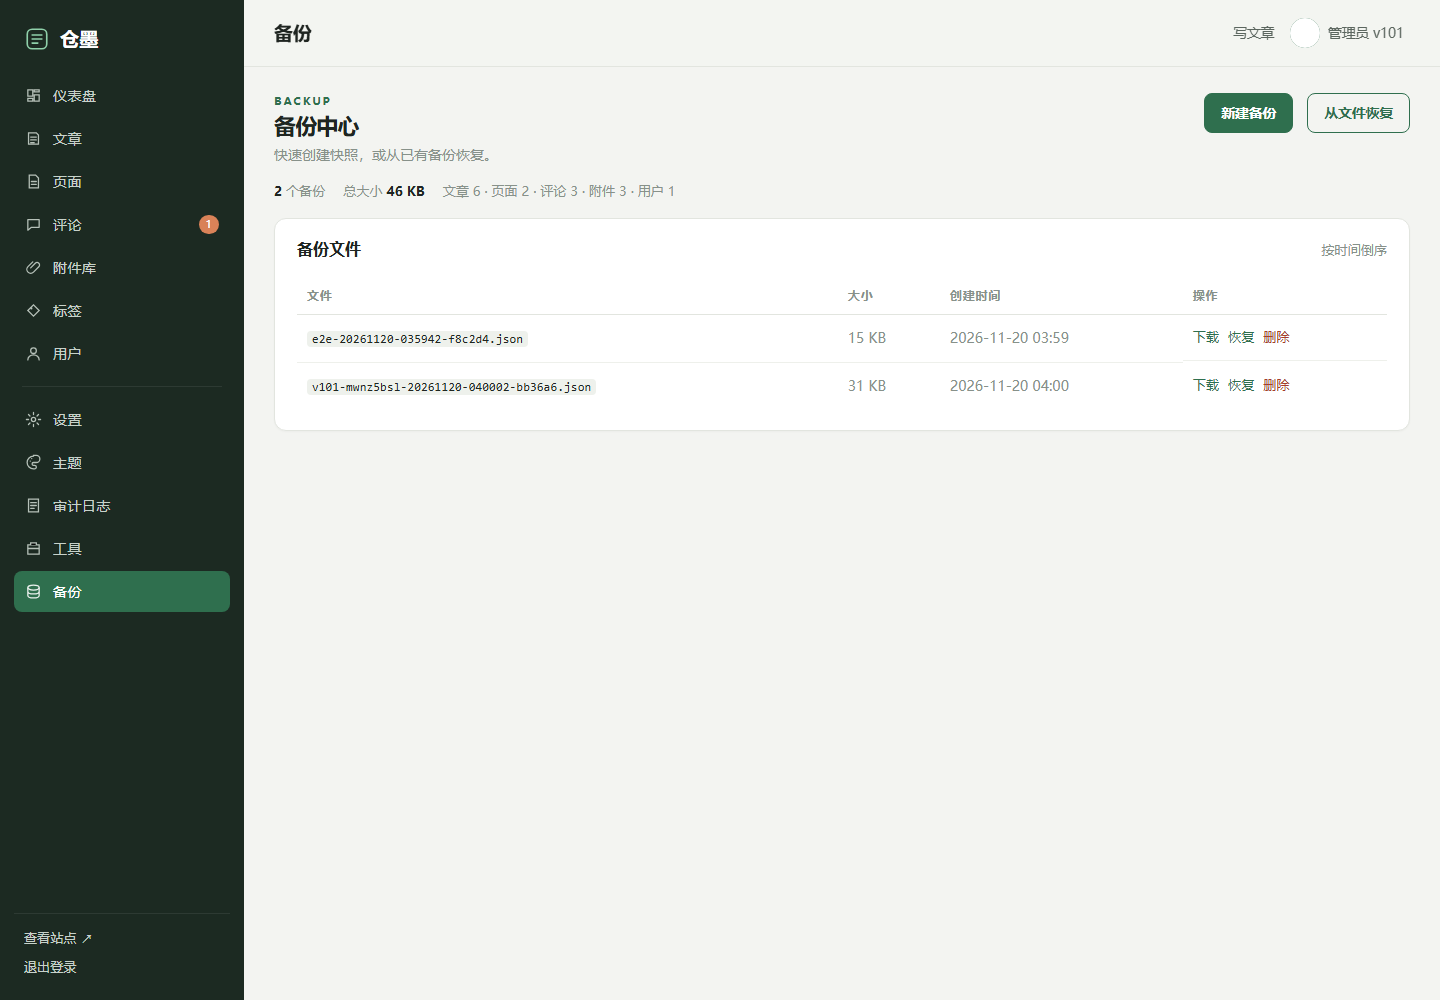 仓墨
仪表盘
文章
页面
评论 1
附件库
标签
用户
设置
主题
审计日志
工具
备份
查看站点 ↗
退出登录
备份
写文章 管理员 v101
BACKUP
备份中心
快速创建快照，或从已有备份恢复。
新建备份 从文件恢复
2 个备份 总大小 46 KB 文章 6 · 页面 2 · 评论 3 · 附件 3 · 用户 1
备份文件 按时间倒序
文件 大小 创建时间 操作
e2e-20261120-035942-f8c2d4.json 15 KB 2026-11-20 03:59 下载 恢复 删除
v101-mwnz5bsl-20261120-040002-bb36a6.json 31 KB 2026-11-20 04:00 下载 恢复 删除